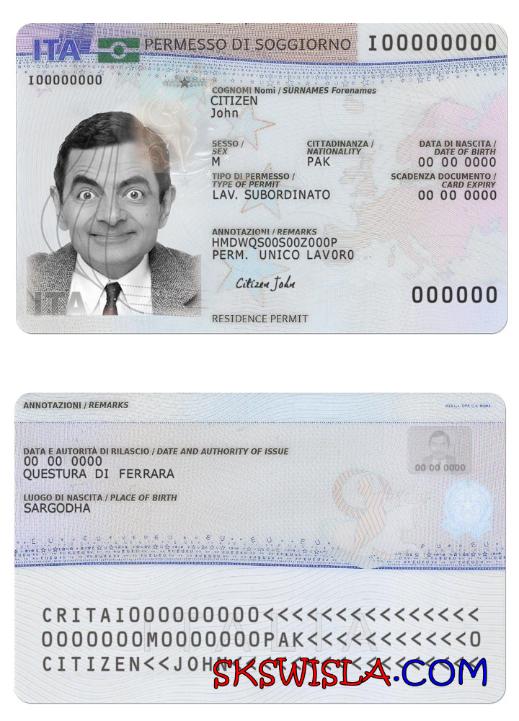 ITA PERMESSO DI SOGGIORNO I00000000
I00000000
COGNOMI Nomi / SURNAMES Forenames
CITIZEN
John
SESSO / CITTADINANZA / DATA DI NASCITA /
SEX NATIONALITY DATE OF BIRTH
M PAK 00 00 0000
TIPO DI PERMESSO / SCADENZA DOCUMENTO /
TYPE OF PERMIT CARD EXPIRY
LAV. SUBORDINATO 00 00 0000
ANNOTAZIONI / REMARKS
HMDWQS00S00Z000P
PERM. UNICO LAVORO
Citizen John
000000
ITA
RESIDENCE PERMIT
ANNOTAZIONI / REMARKS
DATA E AUTORITÀ DI RILASCIO / DATE AND AUTHORITY OF ISSUE
00 00 0000
00 00 0000
QUESTURA DI FERRARA
LUOGO DI NASCITA / PLACE OF BIRTH
SARGODHA
ITALIA
CRITAI000000000<<<<<<<<<<<<<<<
0000000M0000000PAK<<<<<<<<<<<0
CITIZEN<<JOHN<<<<<<<<<<<<<<<<<
SKSWISLA.COM